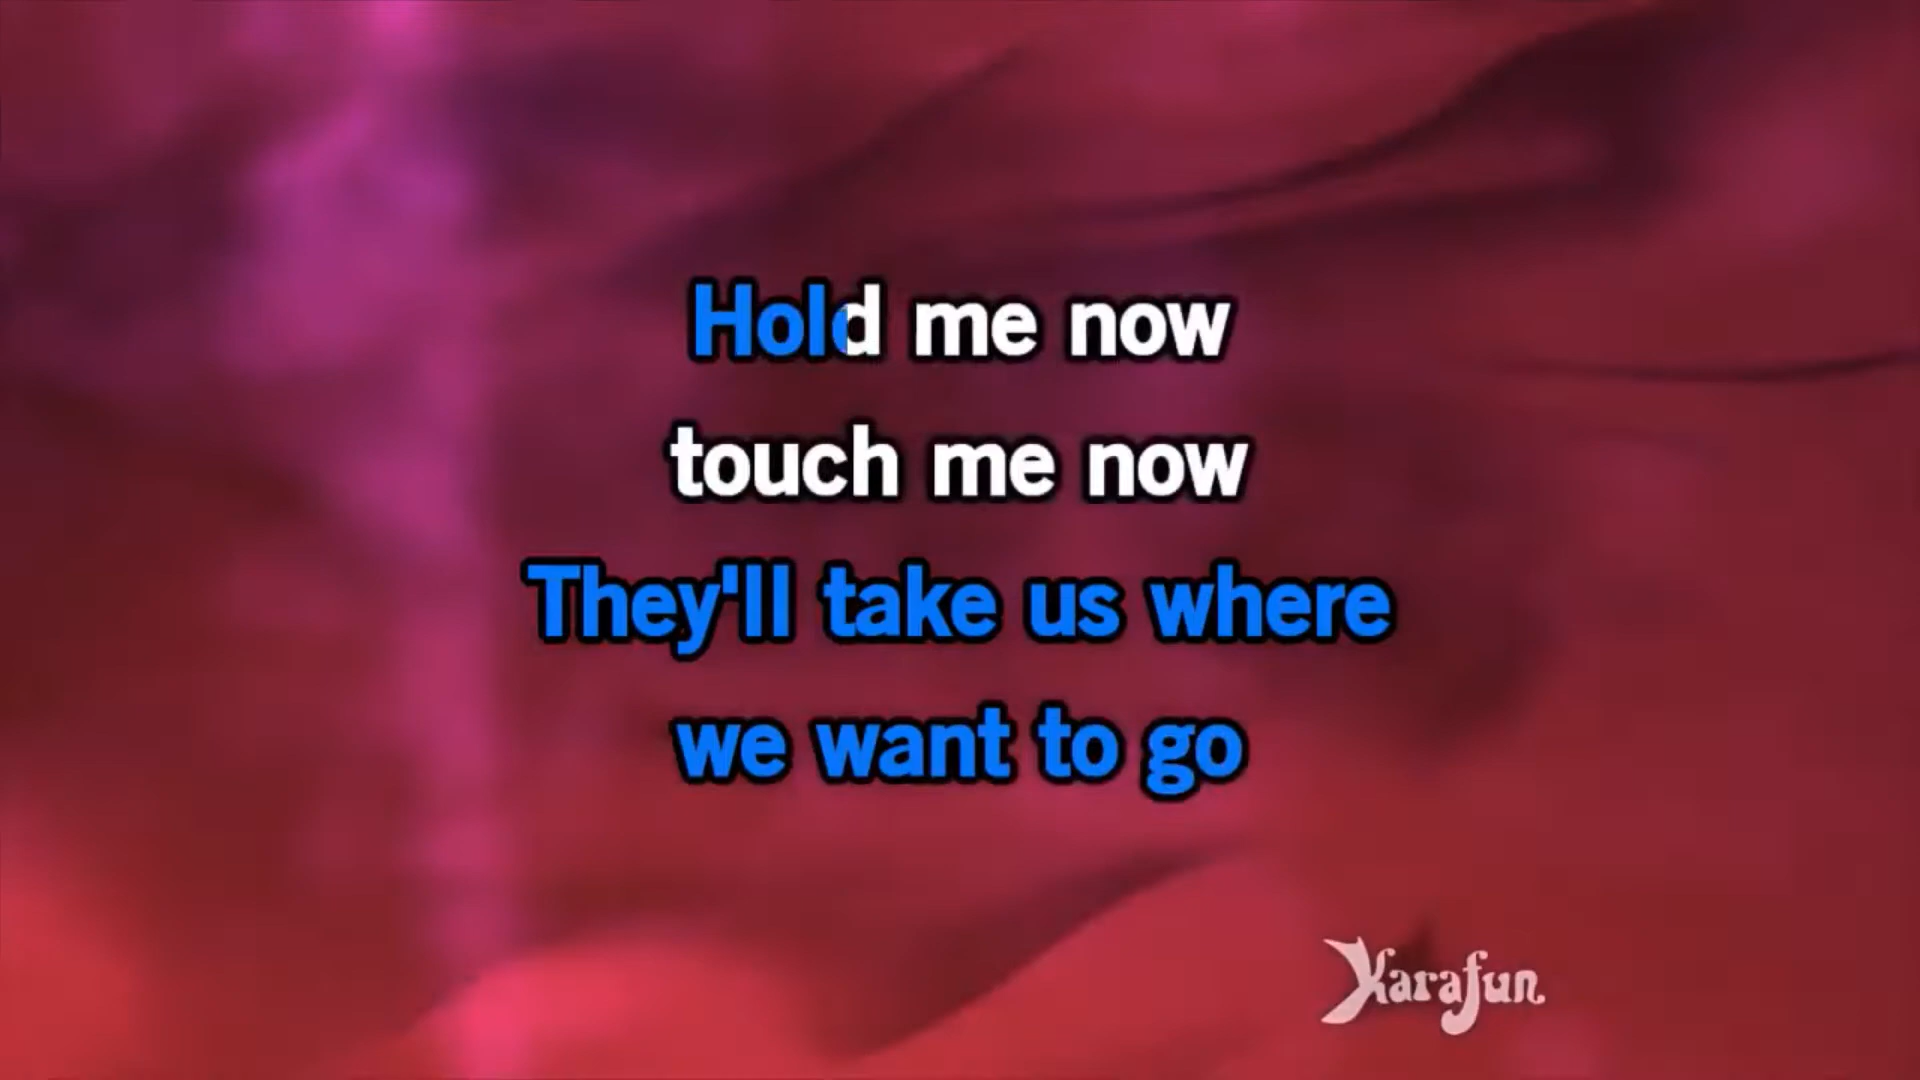 Hold me now
touch me now
They'll take us where
we want to go
Karafun